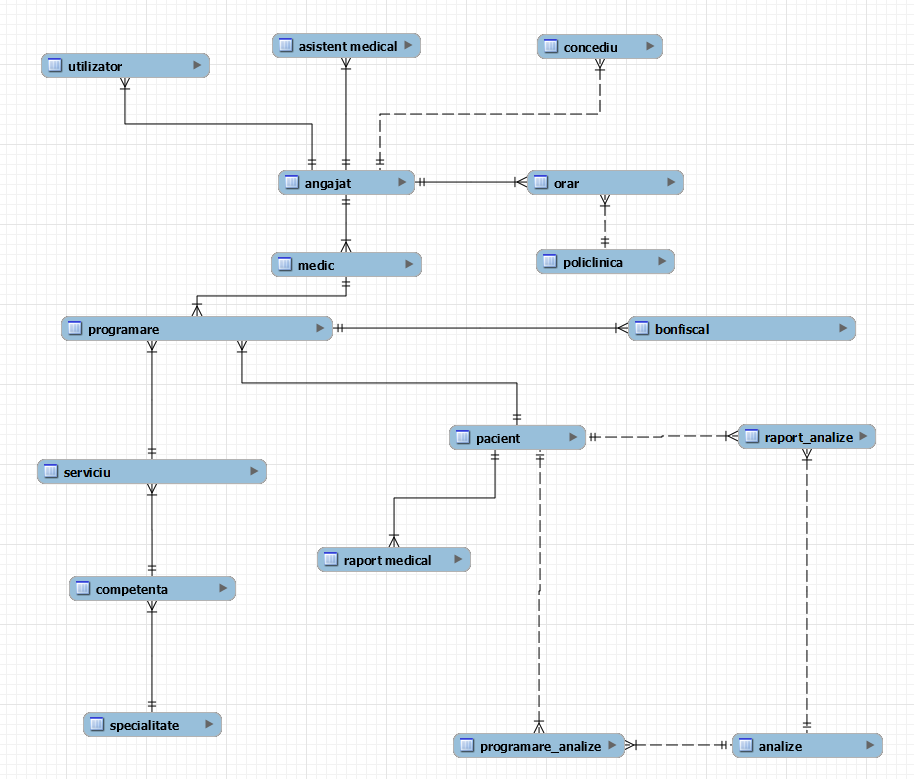 asistent medical
concediu
utilizator
angajat
orar
policlinica
medic
programare
bonfiscal
pacient
raport_analize
serviciu
raport medical
competenta
specialitate
programare_analize
analize